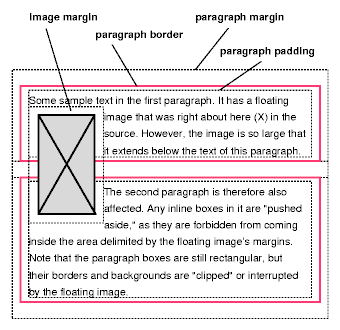 Image margin
paragraph margin
paragraph border
paragraph padding
Some sample text in the first paragraph. It has a floating
image that was right about here (X) in the
source. However, the image is so large that
it extends below the text of this paragraph.
The second paragraph is therefore also
affected. Any inline boxes in it are "pushed
aside," as they are forbidden from coming
inside the area delimited by the floating image's margins.
Note that the paragraph boxes are still rectangular, but
their borders and backgrounds are "clipped" or interrupted
by the floating image.